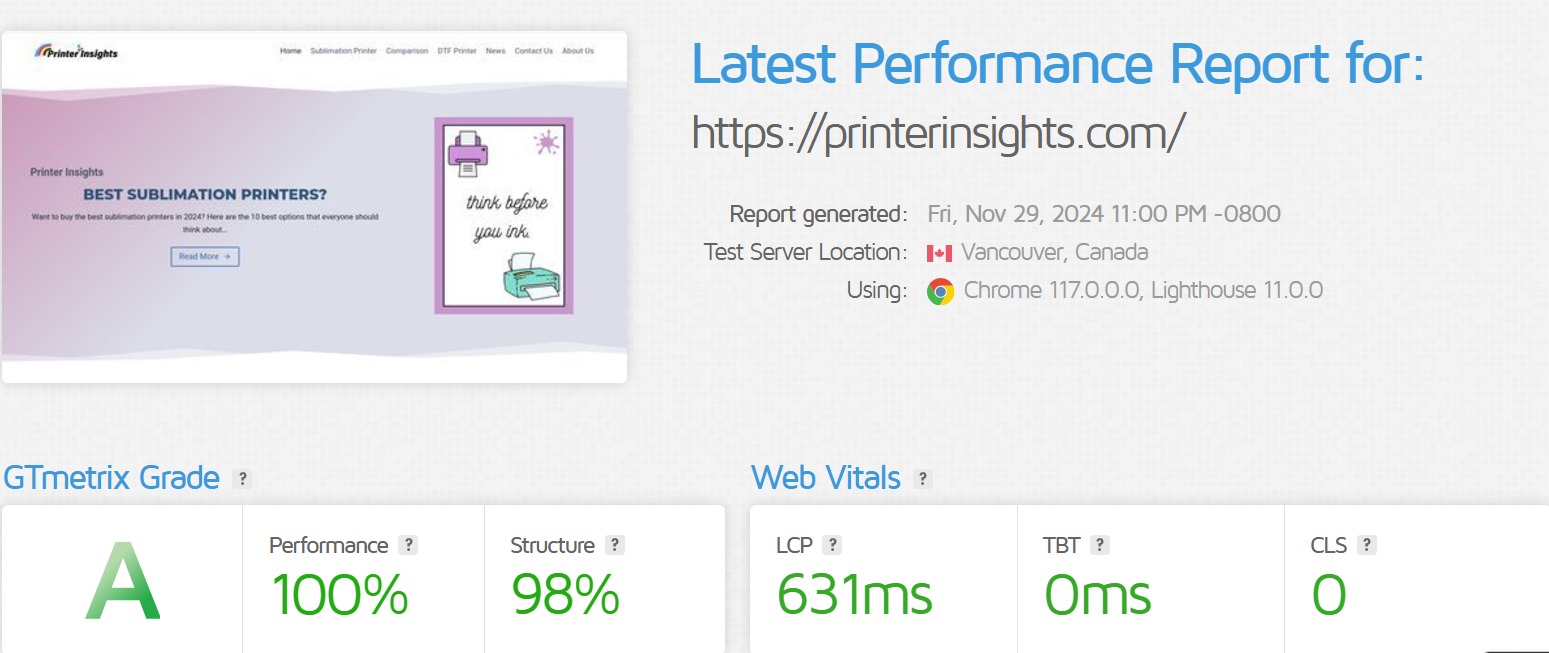 Printer Insights
Home Sublimation Printer Comparison DTF Printer News Contact Us About Us
Printer Insights
BEST SUBLIMATION PRINTERS?
Want to buy the best sublimation printers in 2024? Here are the 10 best options that everyone should
think about...
Read More →
think before
you ink.
Latest Performance Report for:
https://printerinsights.com/
Report generated: Fri, Nov 29, 2024 11:00 PM -0800
Test Server Location: Vancouver, Canada
Using: Chrome 117.0.0.0, Lighthouse 11.0.0
GTmetrix Grade ?
A
Performance ?
100%
Structure ?
98%
Web Vitals ?
LCP ?
631ms
TBT ?
0ms
CLS ?
0